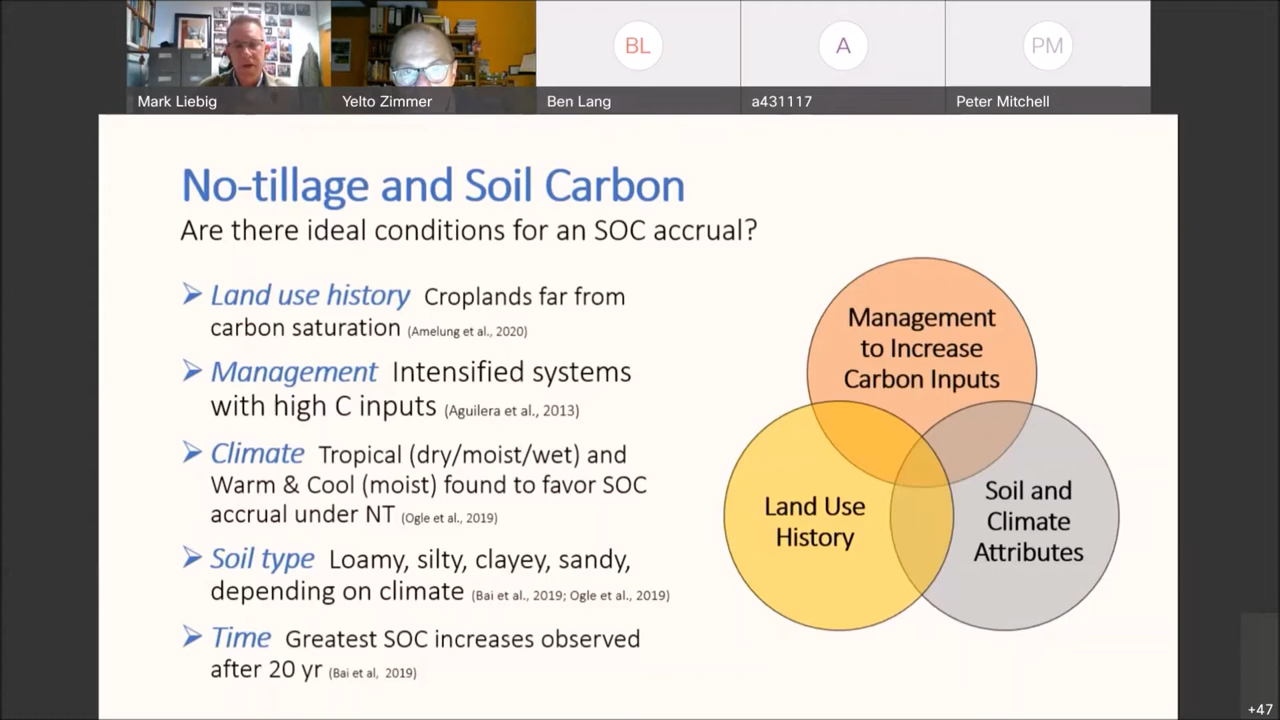 BL
A
PM
Mark Liebig
Yelto Zimmer
Ben Lang
a431117
Peter Mitchell
No-tillage and Soil Carbon
Are there ideal conditions for an SOC accrual?
➢ Land use history Croplands far from
carbon saturation (Amelung et al., 2020)
➢ Management Intensified systems
with high C inputs (Aguilera et al., 2013)
➢ Climate Tropical (dry/moist/wet) and
Warm & Cool (moist) found to favor SOC
accrual under NT (Ogle et al., 2019)
➢ Soil type Loamy, silty, clayey, sandy,
depending on climate (Bai et al., 2019; Ogle et al., 2019)
➢ Time Greatest SOC increases observed
after 20 yr (Bai et al, 2019)
Management
to Increase
Carbon Inputs
Land Use
History
Soil and
Climate
Attributes
+47